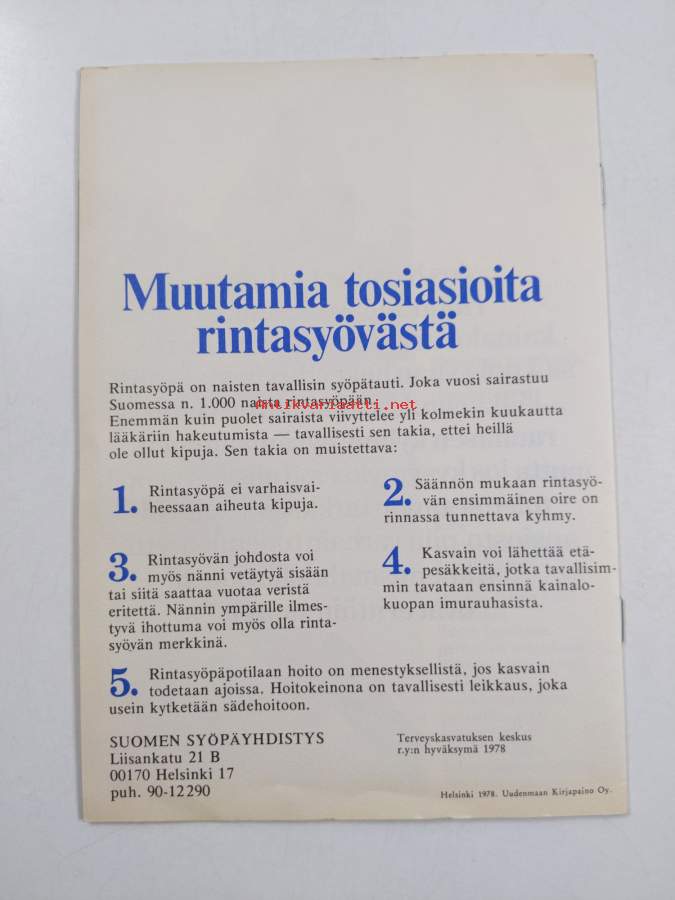 Muutamia tosiasioita
rintasyövästä
Rintasyöpä on naisten tavallisin syöpätauti. Joka vuosi sairastuu
Suomessa n. 1.000 naista rintasyöpään.
antikvariaatti.net
Enemmän kuin puolet sairaista viivyttelee yli kolmekin kuukautta
lääkäriin hakeutumista — tavallisesti sen takia, ettei heillä
ole ollut kipuja. Sen takia on muistettava:
1. Rintasyöpä ei varhaisvai-
heessaan aiheuta kipuja.
2. Säännön mukaan rintasyö-
vän ensimmäinen oire on
rinnassa tunnettava kyhmy.
3. Rintasyövän johdosta voi
myös nänni vetäytyä sisään
tai siitä saattaa vuotaa veristä
eritettä. Nännin ympärille ilmes-
tyvä ihottuma voi myös olla rinta-
syövän merkkinä.
4. Kasvain voi lähettää etä-
pesäkkeitä, jotka tavallisim-
min tavataan ensinnä kainalo-
kuopan imurauhasista.
5. Rintasyöpäpotilaan hoito on menestyksellistä, jos kasvain
todetaan ajoissa. Hoitokeinona on tavallisesti leikkaus, joka
usein kytketään sädehoitoon.
SUOMEN SYÖPÄYHDISTYS
Liisankatu 21 B
00170 Helsinki 17
puh. 90-12290
Terveyskasvatuksen keskus
r.y:n hyväksymä 1978
Helsinki 1978. Uudenmaan Kirjapaino Oy.